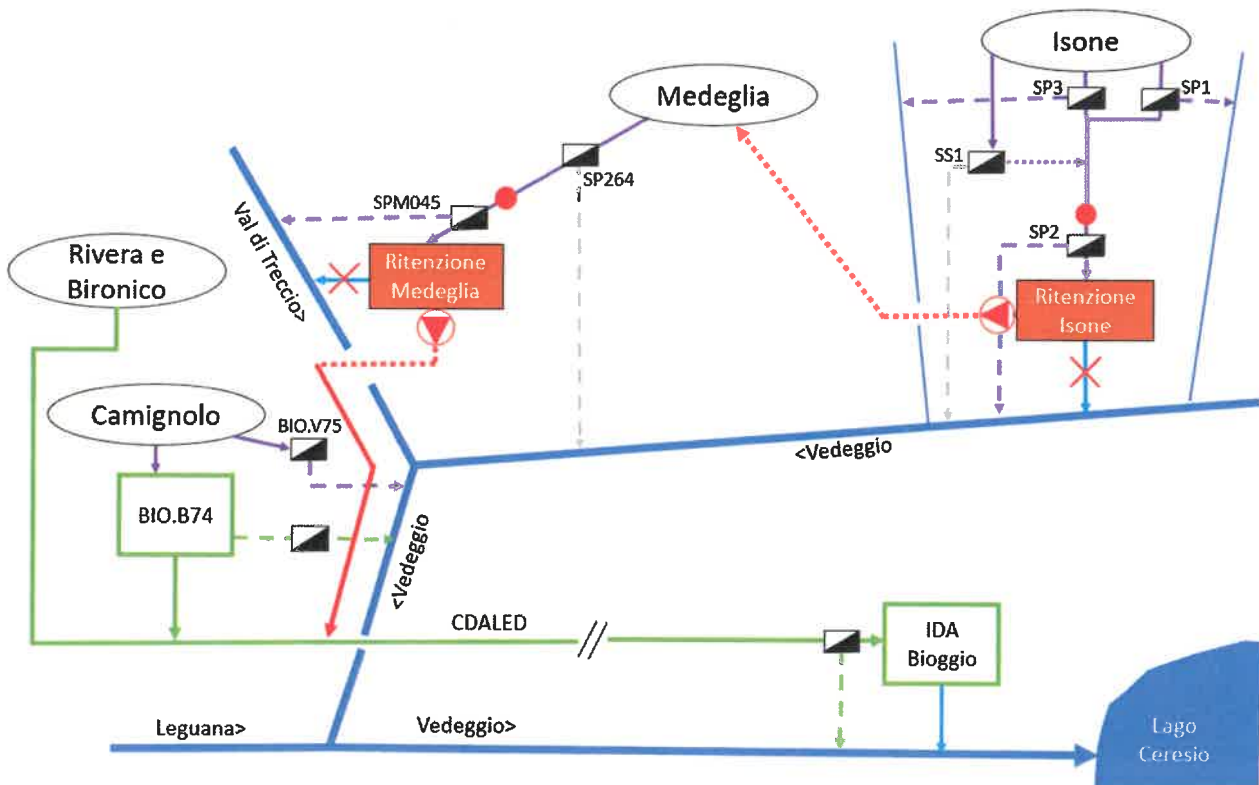 Isone
SP3
SP1
Medeglia
SS1
SP264
SPM045
SP2
Val di Treccio>
Rivera e
Bironico
Ritenzione
Medeglia
Ritenzione
Isone
Camignolo
BIO.V75
<Vedeggio
BIO.B74
<Vedeggio
CDALED
IDA
Bioggio
Leguana>
Vedeggio>
Lago
Ceresio